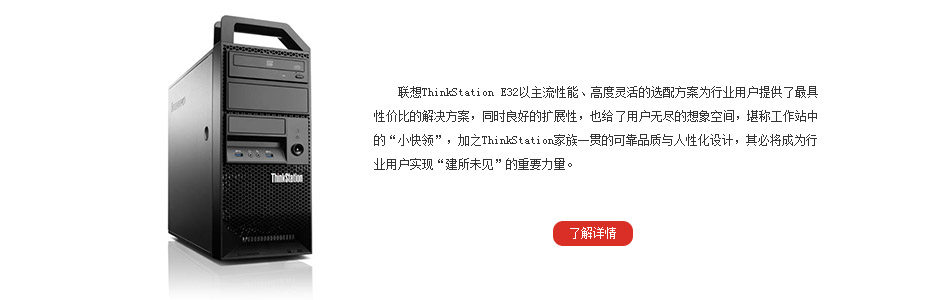 联想ThinkStation E32以主流性能、高度灵活的选配方案为行业用户提供了最具
性价比的解决方案，同时良好的扩展性，也给了用户无尽的想象空间，堪称工作站中
的“小快领”，加之ThinkStation家族一贯的可靠品质与人性化设计，其必将成为行
业用户实现“建所未见”的重要力量。
ThinkStation
了解详情